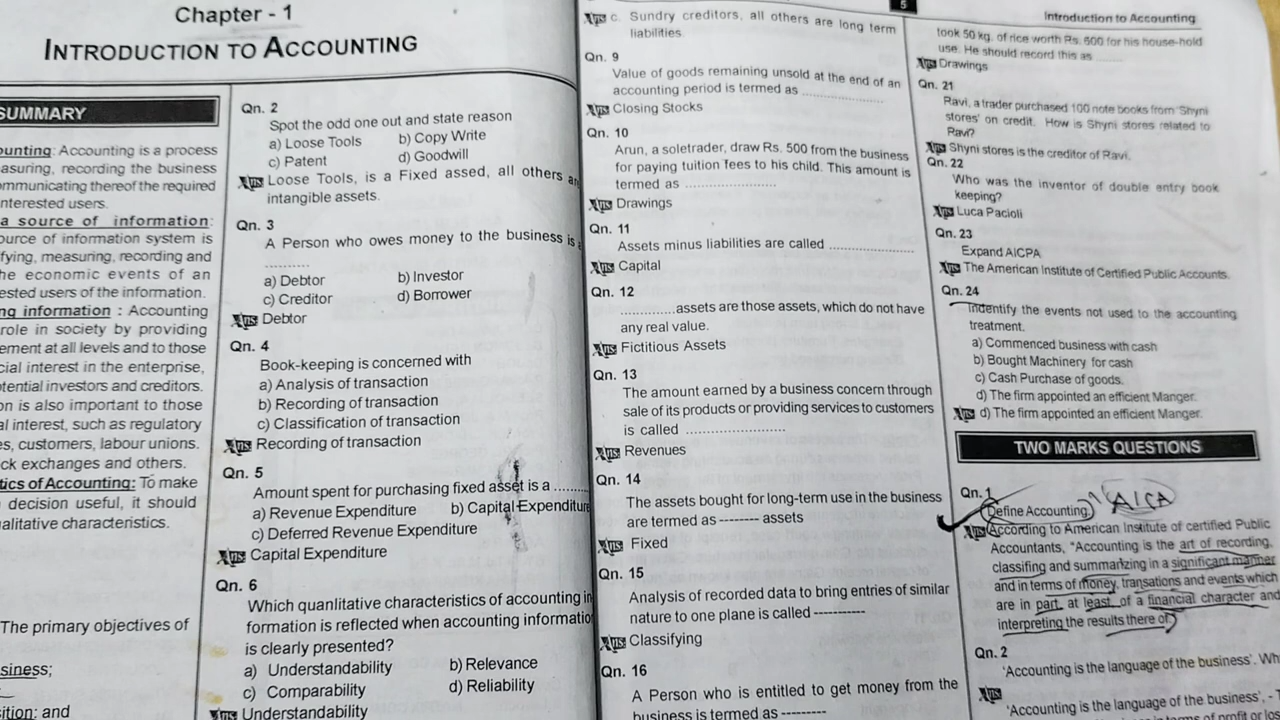 Chapter - 1
INTRODUCTION TO ACCOUNTING
SUMMARY
Accounting is a process
recording the business
thereof the required
users.
a source of information:
of information system is
measuring, recording and
economic events of an
users of the information.
information : Accounting
role in society by providing
at all levels and to those
interest in the enterprise,
investors and creditors.
is also important to those
interest, such as regulatory
customers, labour unions.
exchanges and others.
of Accounting: To make
decision useful, it should
characteristics.
The primary objectives of
and
Qn. 2
Spot the odd one out and state reason
a) Loose Tools b) Copy Write
c) Patent d) Goodwill
Ans Loose Tools, is a Fixed assed, all others
intangible assets.
Qn. 3
A Person who owes money to the business is
..........
a) Debtor b) Investor
c) Creditor d) Borrower
Ans Debtor
Qn. 4
Book-keeping is concerned with
a) Analysis of transaction
b) Recording of transaction
c) Classification of transaction
Ans Recording of transaction
Qn. 5
Amount spent for purchasing fixed asset is a ........
a) Revenue Expenditure b) Capital Expenditure
c) Deferred Revenue Expenditure
Ans Capital Expenditure
Qn. 6
Which quanlitative characteristics of accounting in
formation is reflected when accounting informatio
is clearly presented?
a) Understandability b) Relevance
c) Comparability d) Reliability
Ans Understandability
5
Introduction to Accounting
Ans c. Sundry creditors, all others are long term
liabilities.
Qn. 9
Value of goods remaining unsold at the end of an
accounting period is termed as ......................
Ans Closing Stocks
Qn. 10
Arun, a soletrader, draw Rs. 500 from the business
for paying tuition fees to his child. This amount is
termed as .........................
Ans Drawings
Qn. 11
Assets minus liabilities are called .......................
Ans Capital
Qn. 12
...............assets are those assets, which do not have
any real value.
Ans Fictitious Assets
Qn. 13
The amount earned by a business concern through
sale of its products or providing services to customers
is called ..........................
Ans Revenues
Qn. 14
The assets bought for long-term use in the business
are termed as -------- assets
Ans Fixed
Qn. 15
Analysis of recorded data to bring entries of similar
nature to one plane is called -----------
Ans Classifying
Qn. 16
A Person who is entitled to get money from the
business is termed as ---------
took 50 kg. of rice worth Rs. 600 for his house-hold
use. He should record this as ........
Ans Drawings
Qn. 21
Ravi, a trader purchased 100 note books from 'Shyni
stores' on credit. How is Shyni stores related to
Ravi?
Ans Shyni stores is the creditor of Ravi.
Qn. 22
Who was the inventor of double entry book
keeping?
Ans Luca Pacioli
Qn. 23
Expand AICPA
Ans The American Institute of Certified Public Accounts.
Qn. 24
Indentify the events not used to the accounting
treatment.
a) Commenced business with cash
b) Bought Machinery for cash
c) Cash Purchase of goods.
d) The firm appointed an efficient Manger.
Ans d) The firm appointed an efficient Manger.
TWO MARKS QUESTIONS
Qn. 1
Define Accounting. AICA
Ans According to American Institute of certified Public
Accountants, "Accounting is the art of recording,
classifing and summarizing in a significant manner
and in terms of money, transations and events which
are in part, at least, of a financial character and
interpreting the results there of.
Qn. 2
'Accounting is the language of the business'.
Ans
'Accounting is the language of the business', -
terms of profit or